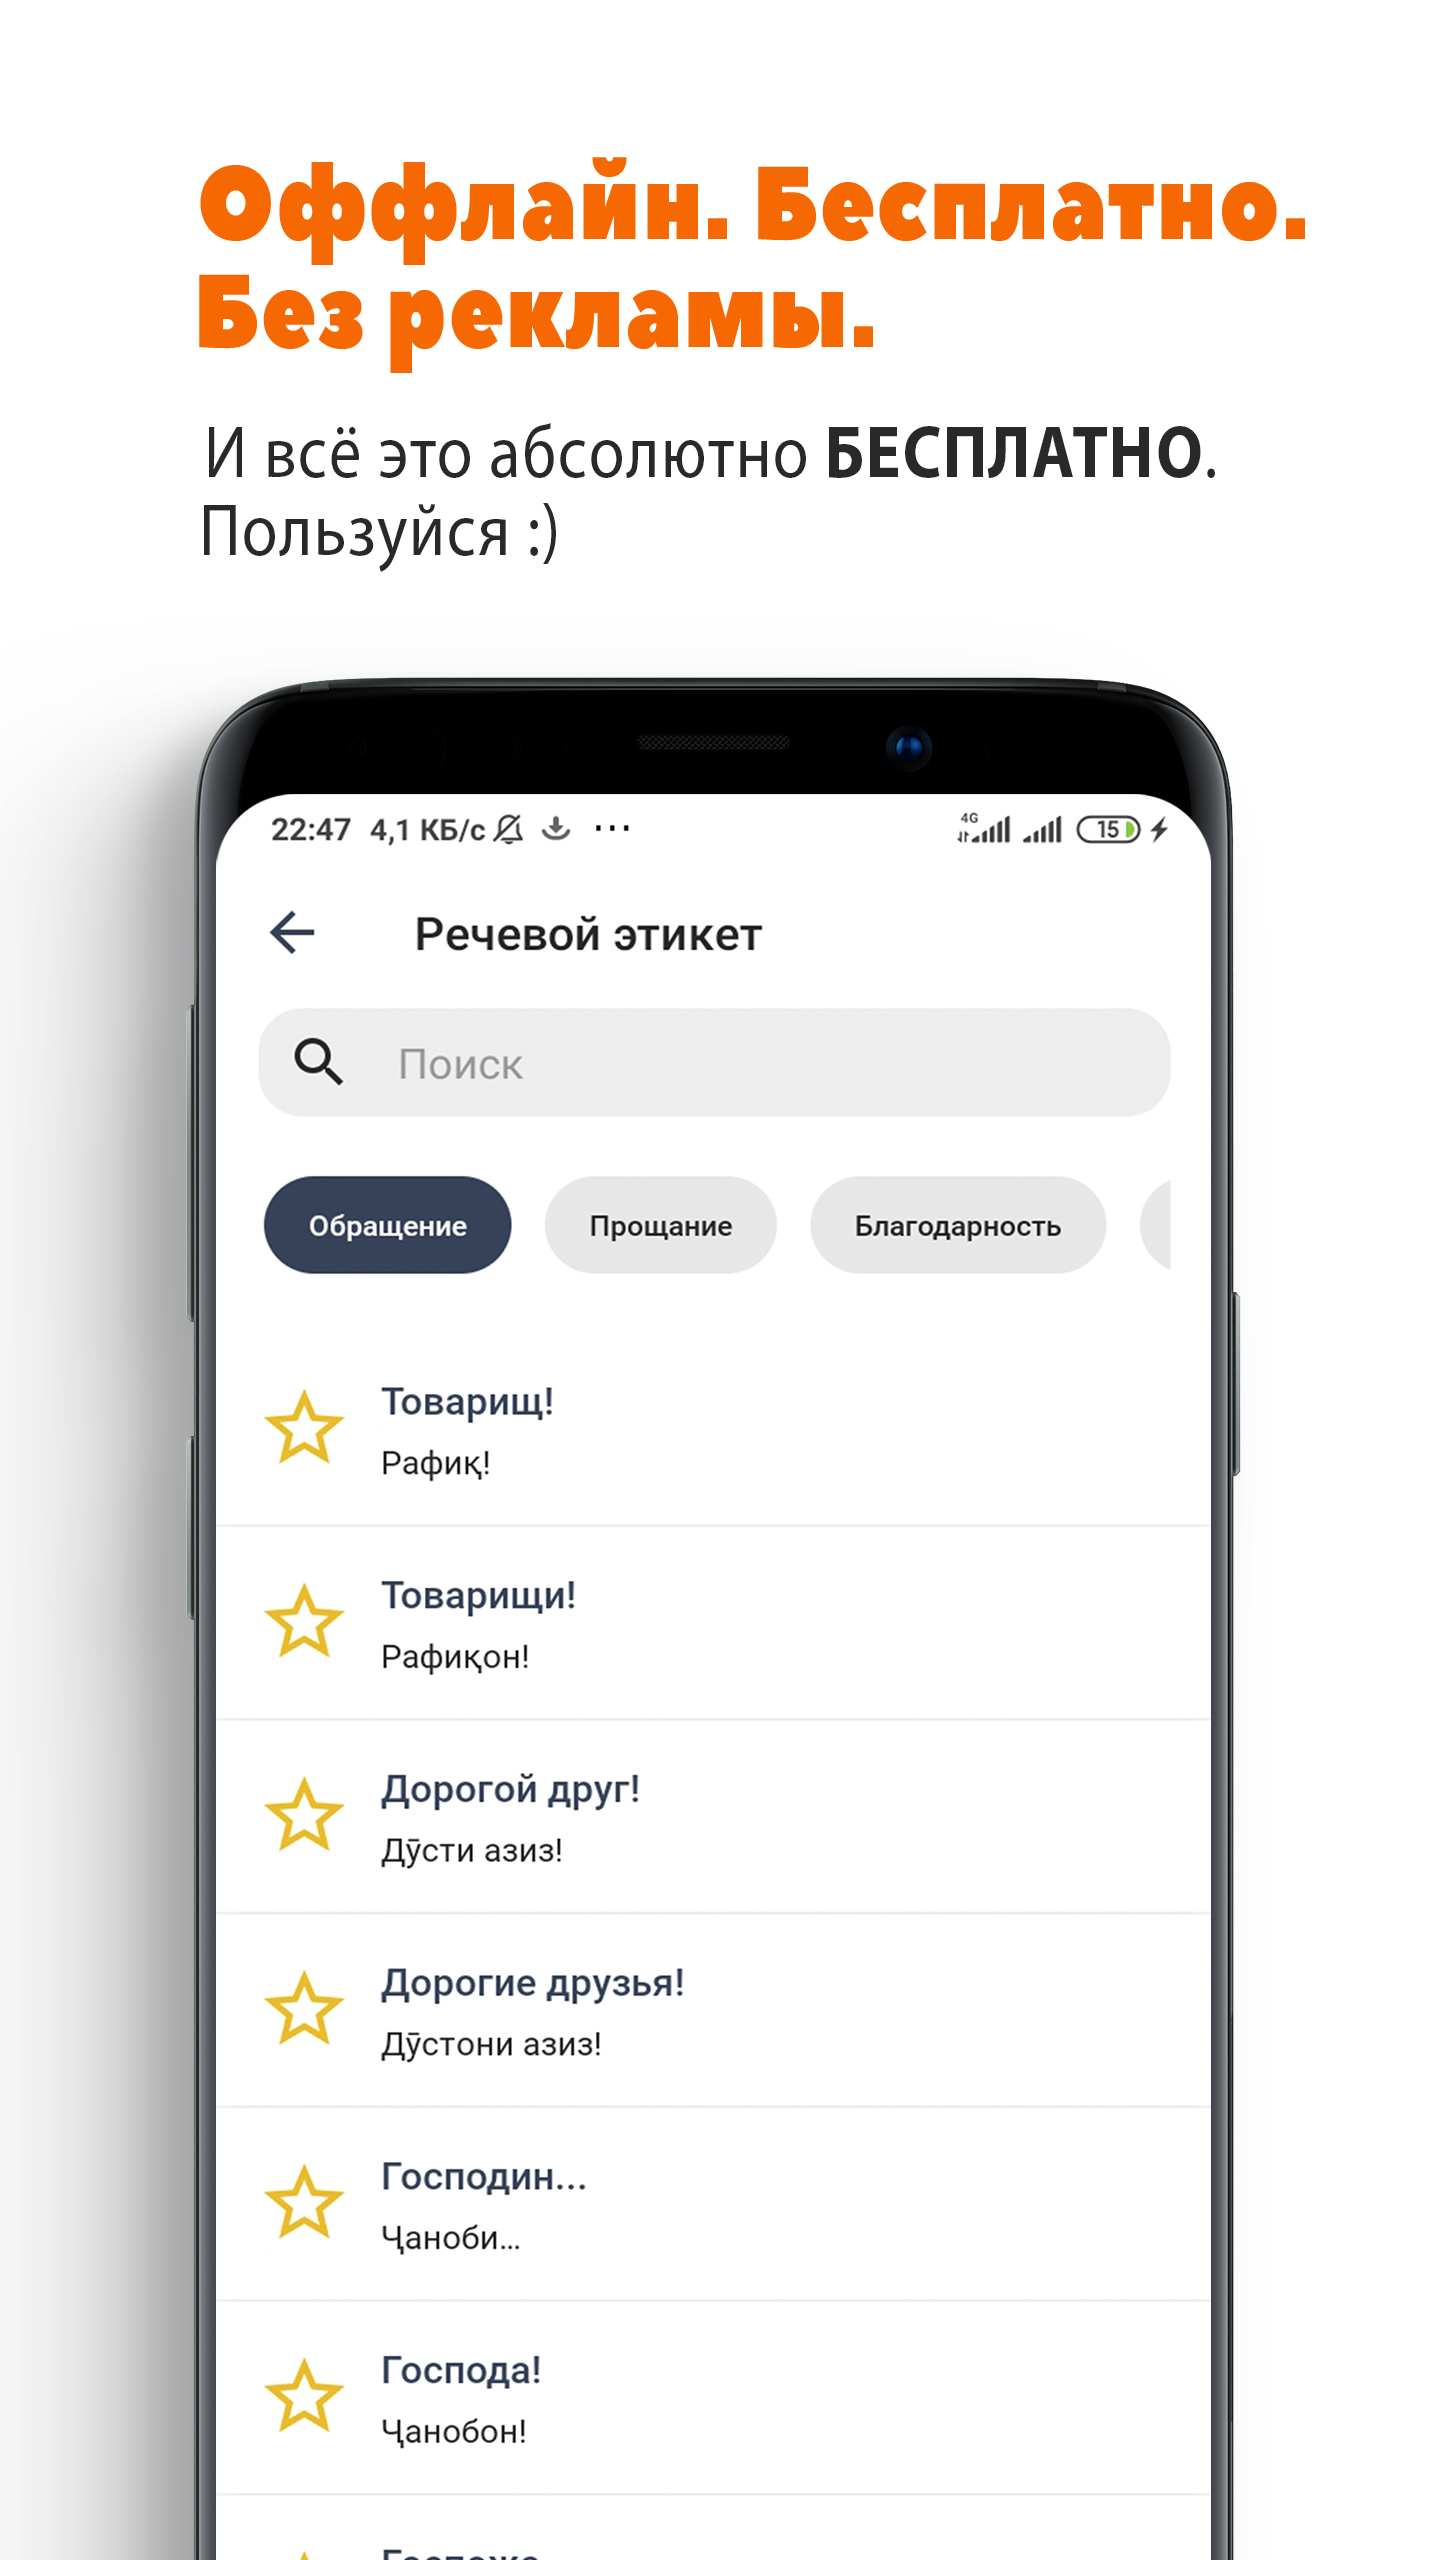 Оффлайн. Бесплатно.
Без рекламы.
И всё это абсолютно БЕСПЛАТНО.
Пользуйся :)
22:47 4,1 КБ/с ... 4G 15
Речевой этикет
Поиск
Обращение Прощание Благодарность
Товарищ!
Рафиқ!
Товарищи!
Рафиқон!
Дорогой друг!
Дӯсти азиз!
Дорогие друзья!
Дӯстони азиз!
Господин...
Ҷаноби...
Господа!
Ҷанобон!